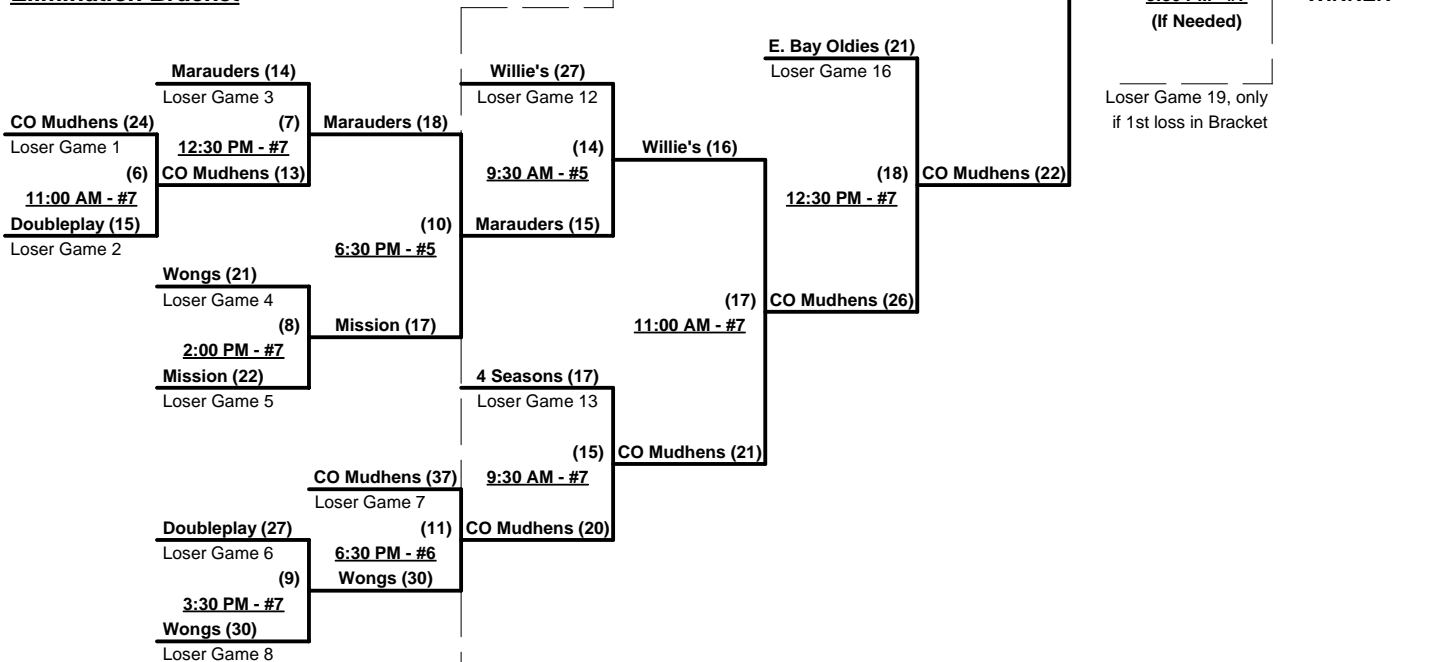 Elimination Bracket
WINNER
(If Needed)
E. Bay Oldies (21)
Loser Game 16
Marauders (14)
Loser Game 3
Willie's (27)
Loser Game 12
Loser Game 19, only
if 1st loss in Bracket
CO Mudhens (24)
Loser Game 1
(7)
12:30 PM - #7
Marauders (18)
(14)
9:30 AM - #5
Willie's (16)
(6)
11:00 AM - #7
CO Mudhens (13)
(18)
12:30 PM - #7
CO Mudhens (22)
Doubleplay (15)
Loser Game 2
(10)
6:30 PM - #5
Marauders (15)
Wongs (21)
Loser Game 4
(8)
2:00 PM - #7
Mission (17)
(17)
11:00 AM - #7
CO Mudhens (26)
Mission (22)
Loser Game 5
4 Seasons (17)
Loser Game 13
(15)
9:30 AM - #7
CO Mudhens (21)
CO Mudhens (37)
Loser Game 7
Doubleplay (27)
Loser Game 6
(11)
6:30 PM - #6
CO Mudhens (20)
(9)
3:30 PM - #7
Wongs (30)
Wongs (30)
Loser Game 8